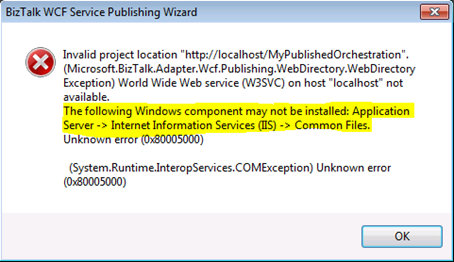 BizTalk WCF Service Publishing Wizard
Invalid project location "http://localhost/MyPublishedOrchestration".
(Microsoft.BizTalk.Adapter.Wcf.Publishing.WebDirectory.WebDirectory
Exception) World Wide Web service (W3SVC) on host "localhost" not
available.
The following Windows component may not be installed: Application
Server -> Internet Information Services (IIS) -> Common Files.
Unknown error (0x80005000)
(System.Runtime.InteropServices.COMException) Unknown error
(0x80005000)
OK